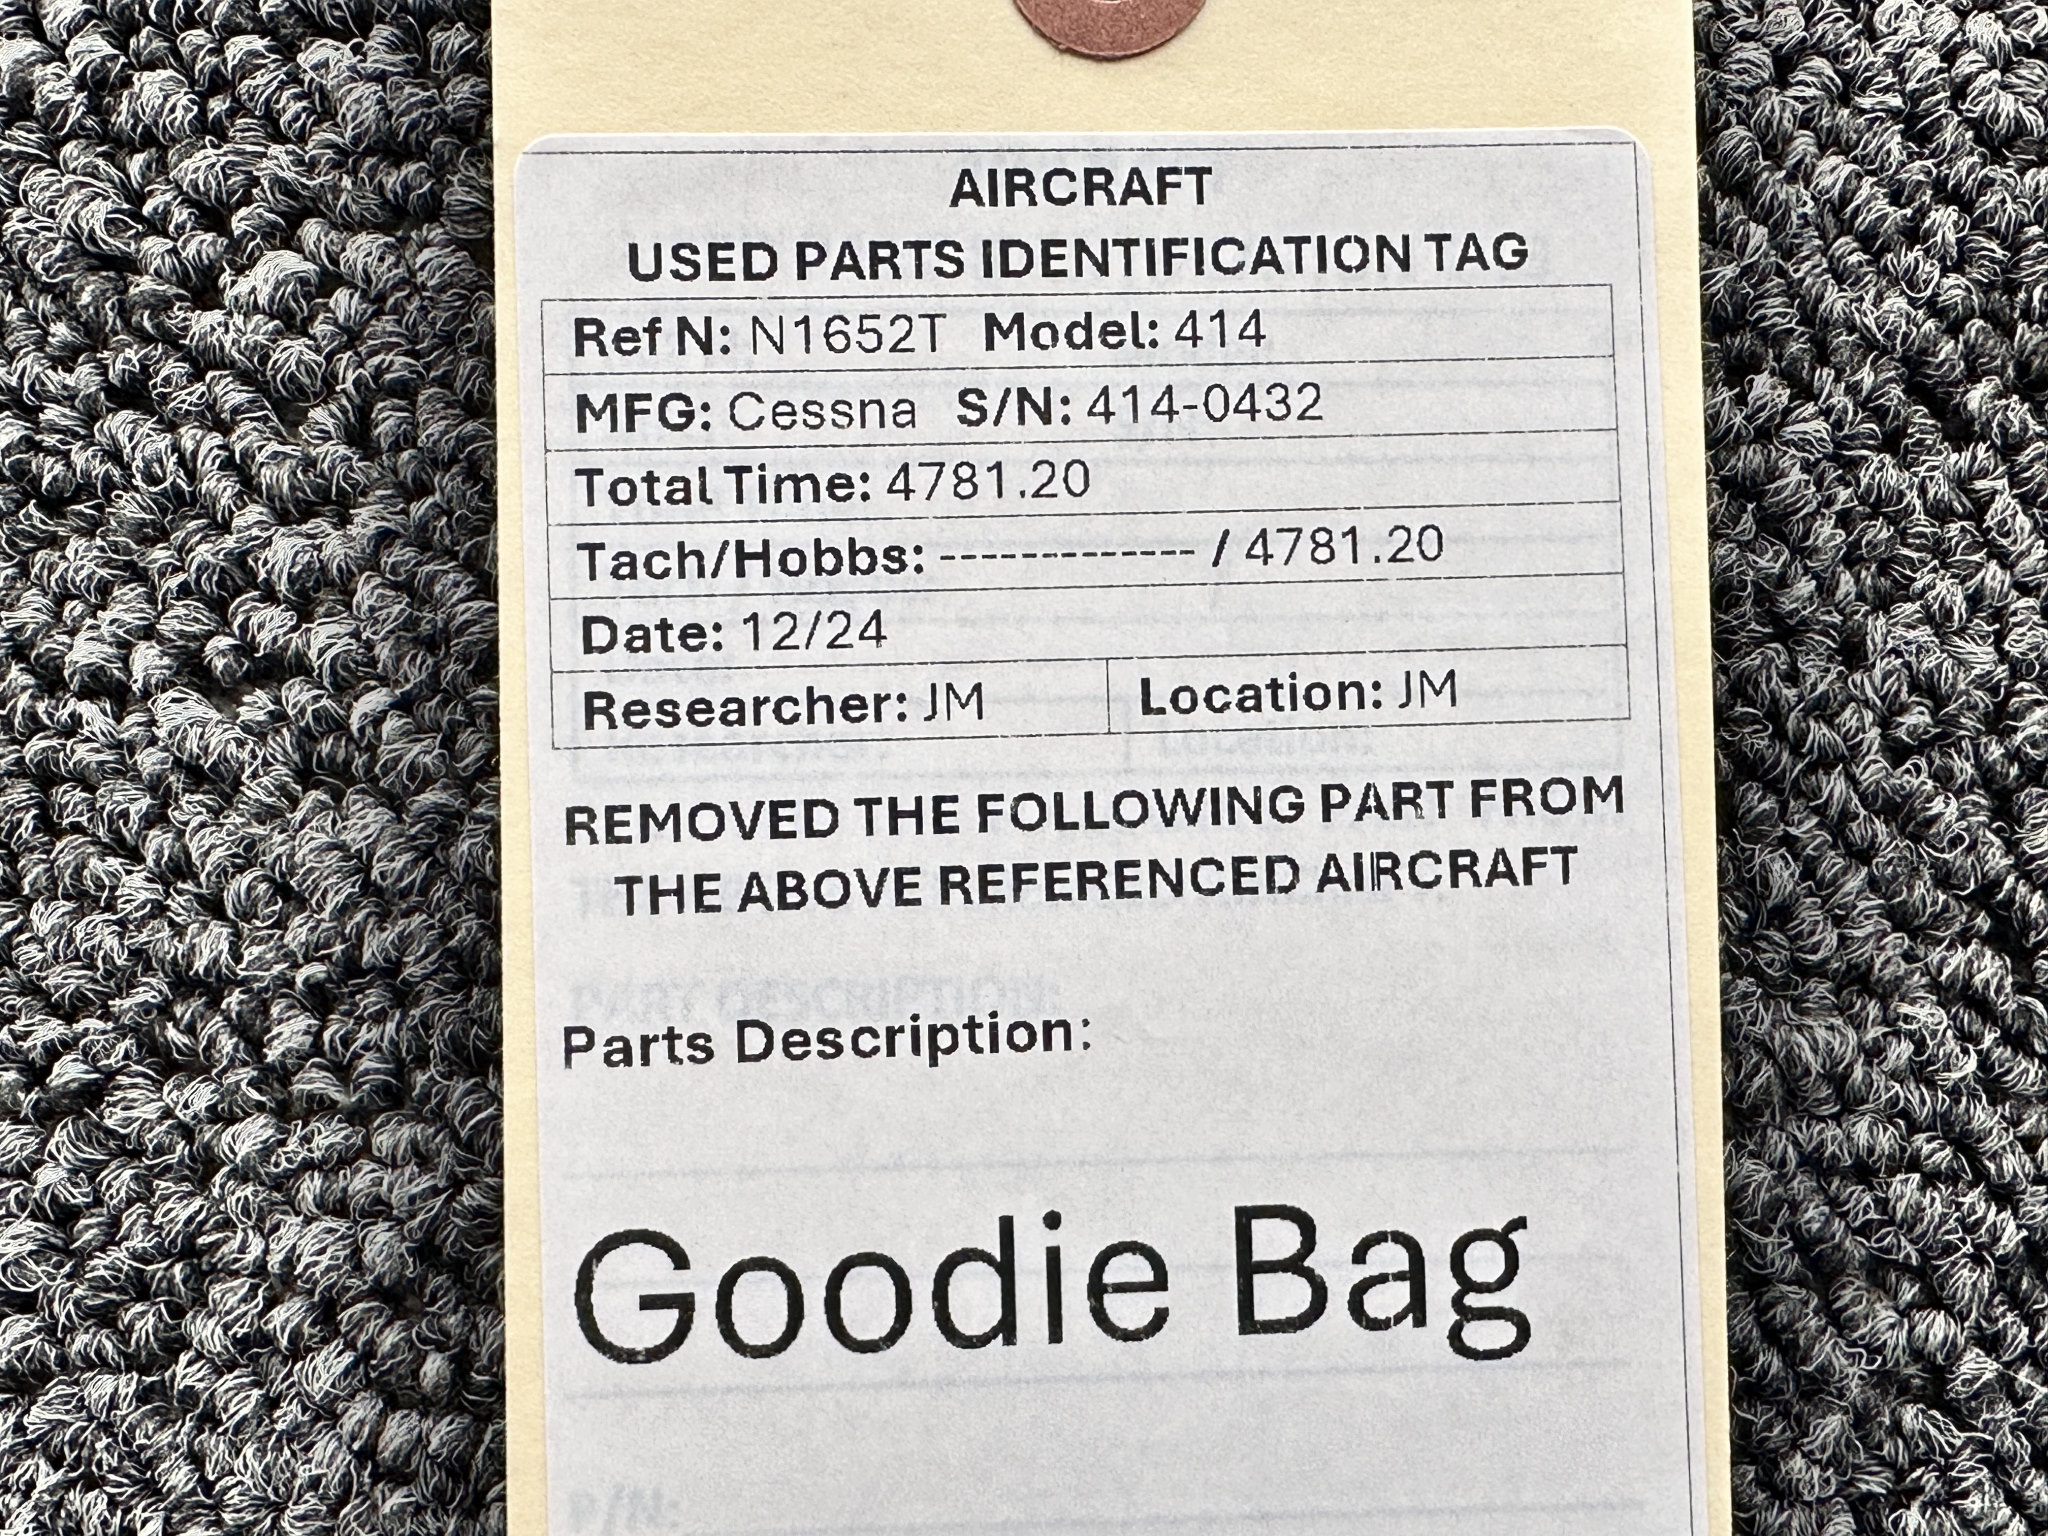 AIRCRAFT
USED PARTS IDENTIFICATION TAG
Ref N: N1652T Model: 414
MFG: Cessna S/N: 414-0432
Total Time: 4781.20
Tach/Hobbs: ------------- / 4781.20
Date: 12/24
Researcher: JM Location: JM
REMOVED THE FOLLOWING PART FROM
THE ABOVE REFERENCED AIRCRAFT
PART DESCRIPTION:
Parts Description:
Goodie Bag
P/N: